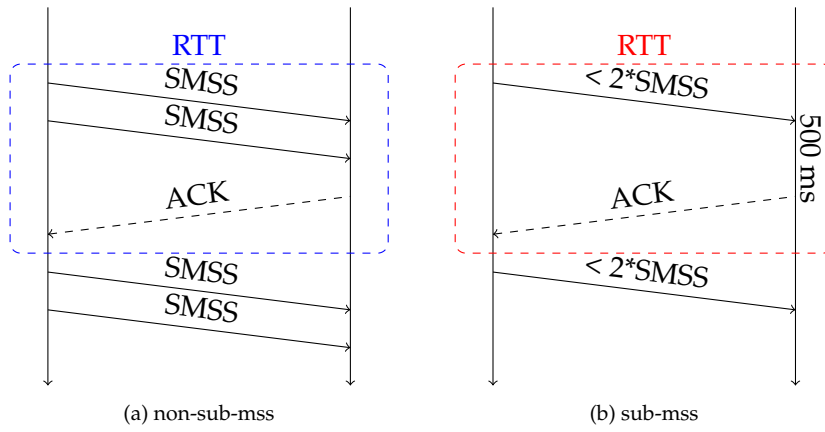 RTT
SMSS
SMSS
ACK
SMSS
SMSS
(a) non-sub-mss
RTT
< 2*SMSS
500 ms
ACK
< 2*SMSS
(b) sub-mss